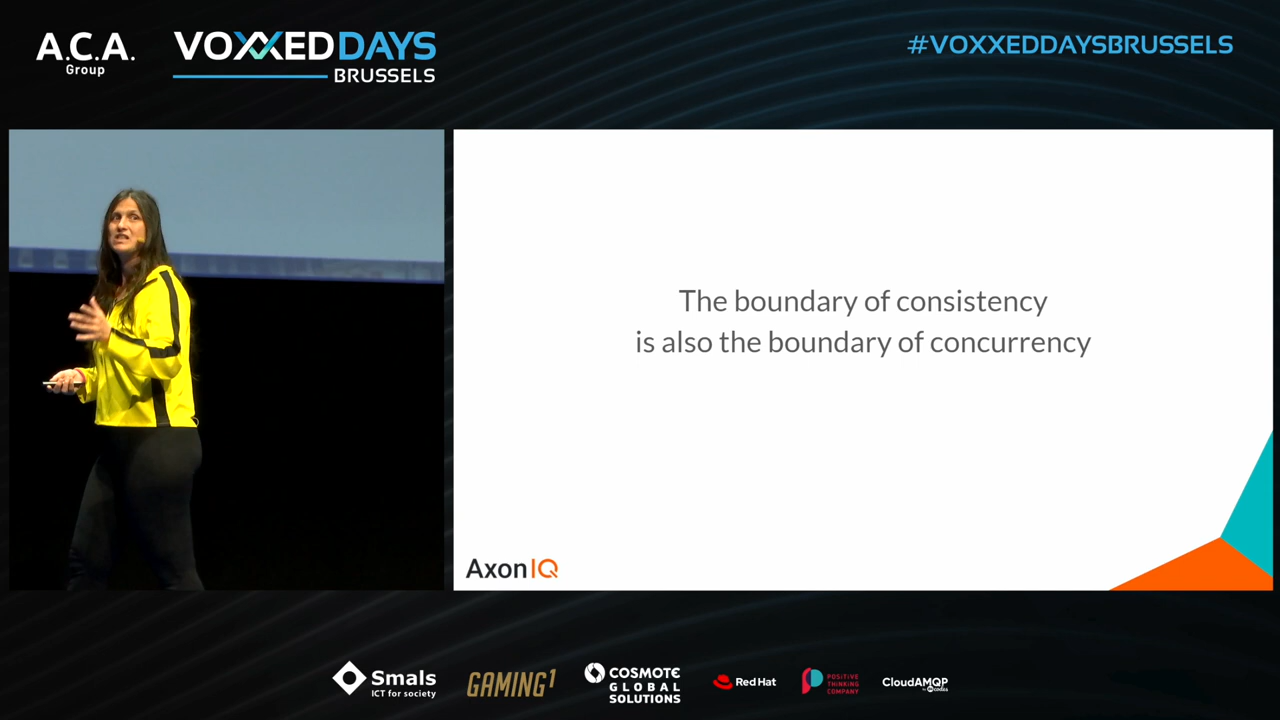 A.C.A.
Group
VOXXEDDAYS
BRUSSELS
#VOXXEDDAYSBRUSSELS
The boundary of consistency
is also the boundary of concurrency
AxonIQ
Smals
ICT for society
GAMING1
COSMOTE
GLOBAL
SOLUTIONS
Red Hat
POSITIVE
THINKING
COMPANY
CloudAMQP